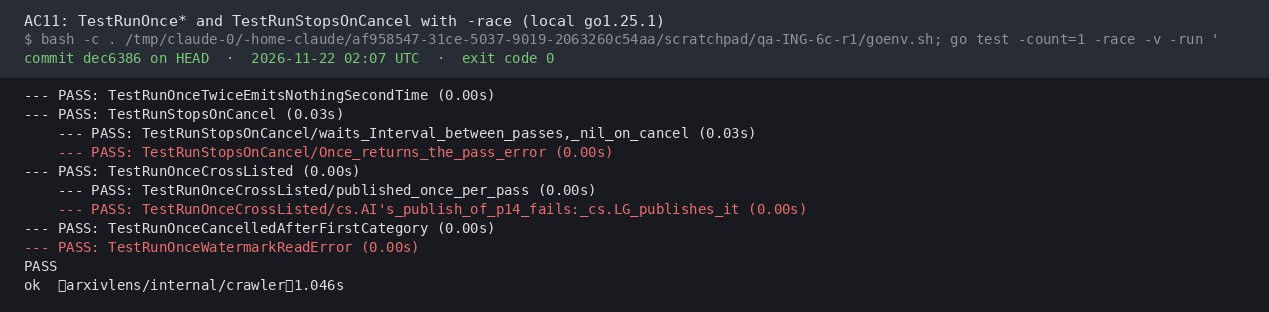 AC11: TestRunOnce* and TestRunStopsOnCancel with -race (local go1.25.1)
$ bash -c . /tmp/claude-0/-home-claude/af958547-31ce-5037-9019-2063260c54aa/scratchpad/qa-ING-6c-r1/goenv.sh; go test -count=1 -race -v -run '
commit dec6386 on HEAD · 2026-11-22 02:07 UTC · exit code 0
--- PASS: TestRunOnceTwiceEmitsNothingSecondTime (0.00s)
--- PASS: TestRunStopsOnCancel (0.03s)
    --- PASS: TestRunStopsOnCancel/waits_Interval_between_passes,_nil_on_cancel (0.03s)
    --- PASS: TestRunStopsOnCancel/Once_returns_the_pass_error (0.00s)
--- PASS: TestRunOnceCrossListed (0.00s)
    --- PASS: TestRunOnceCrossListed/published_once_per_pass (0.00s)
    --- PASS: TestRunOnceCrossListed/cs.AI's_publish_of_p14_fails:_cs.LG_publishes_it (0.00s)
--- PASS: TestRunOnceCancelledAfterFirstCategory (0.00s)
--- PASS: TestRunOnceWatermarkReadError (0.00s)
PASS
ok  arxivlens/internal/crawler 1.046s